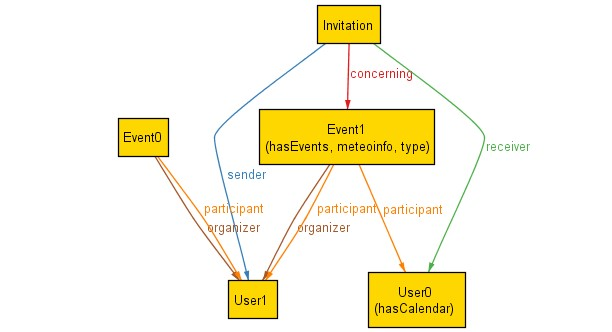 Invitation
concerning
Event0
Event1
(hasEvents, meteoinfo, type)
receiver
sender
participant
participant
participant
organizer
organizer
User1
User0
(hasCalendar)